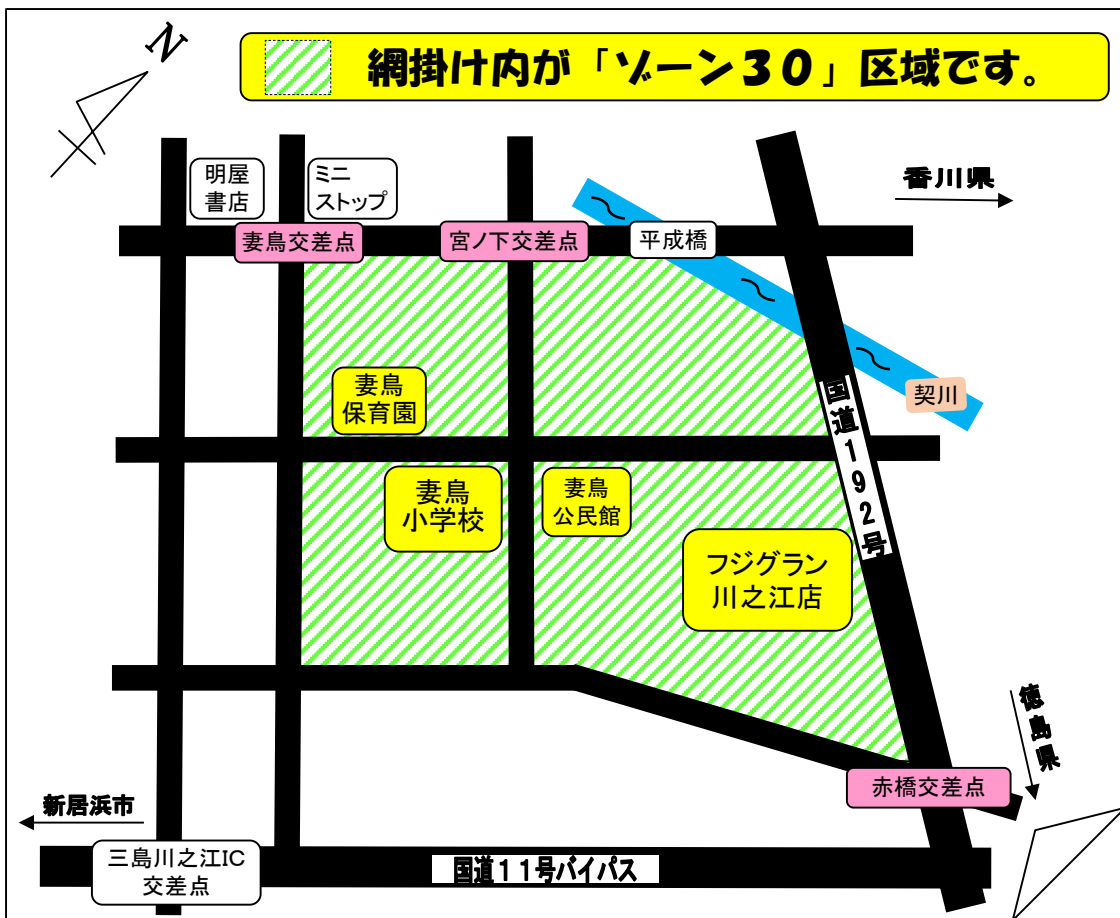 N
網掛け内が「ゾーン３０」区域です。
明屋
書店
ミニ
ストップ
香川県
妻鳥交差点
宮ノ下交差点
平成橋
妻鳥
保育園
契川
国道１９２号
妻鳥
小学校
妻鳥
公民館
フジグラン
川之江店
徳島県
赤橋交差点
新居浜市
三島川之江IC
交差点
国道１１号バイパス